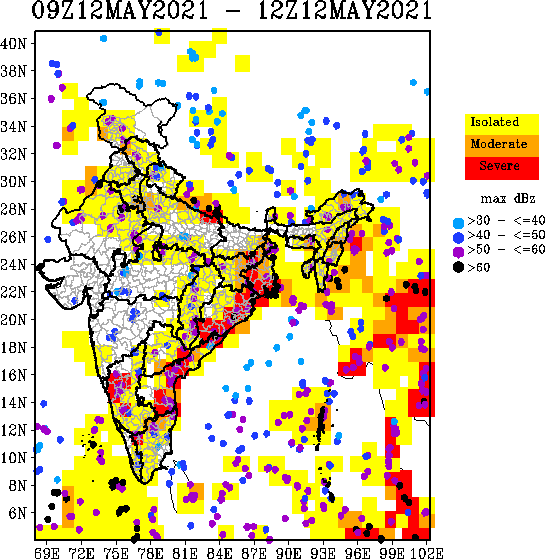 09Z12MAY2021 - 12Z12MAY2021
40N
38N
36N
34N
32N
30N
28N
26N
24N
22N
20N
18N
16N
14N
12N
10N
8N
6N
69E 72E 75E 78E 81E 84E 87E 90E 93E 96E 99E 102E
Isolated
Moderate
Severe
max dBz
>30 - <=40
>40 - <=50
>50 - <=60
>60